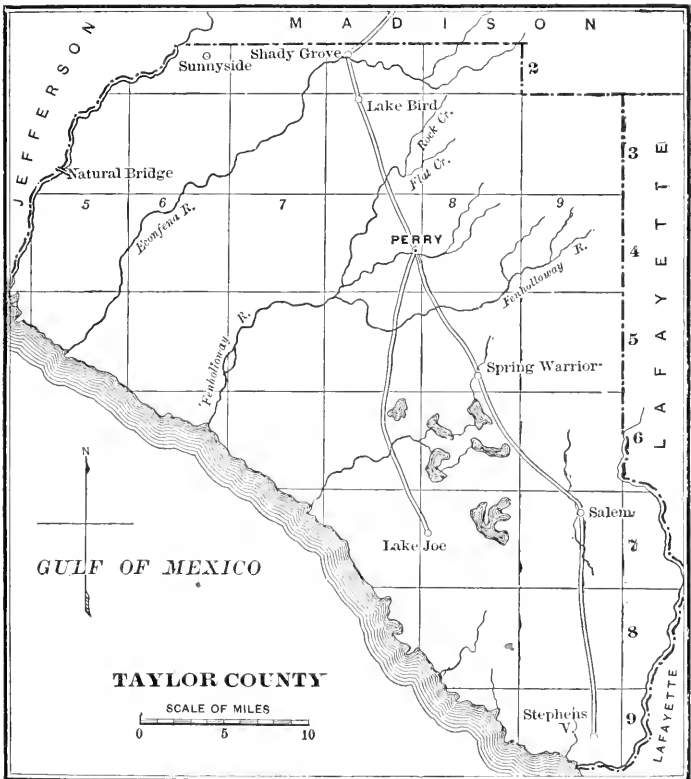 MADISON
JEFFERSON
Sunnyside
Shady Grove
2
Lake Bird
Rock Cr.
Flat Cr.
3
Natural Bridge
5 6 7 8 9
Econfena R.
PERRY
4
Fenholloway R.
Fenholloway R.
5
Spring Warrior
LAFAYETTE
6
N
Salem
Lake Joe
7
GULF OF MEXICO
8
TAYLOR COUNTY
SCALE OF MILES
0 5 10
Stephens
V.
9
LAFAYETTE